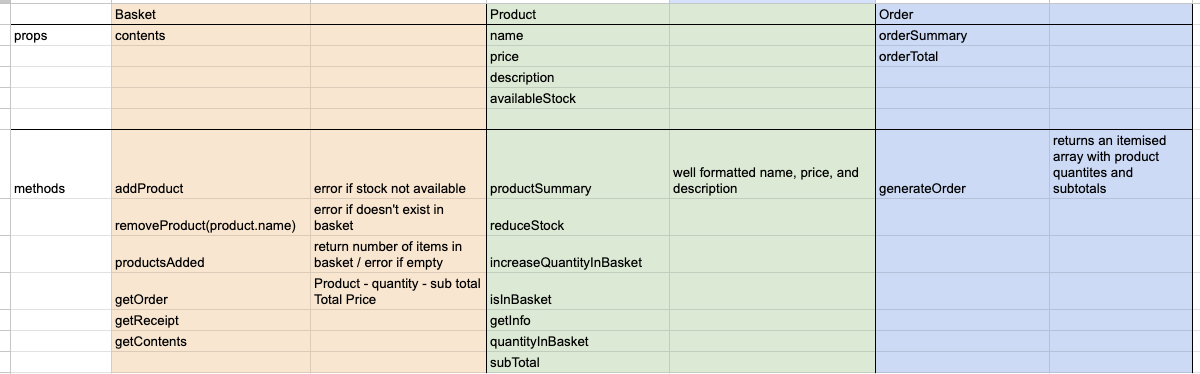 Basket Product Order
props contents name orderSummary
price orderTotal
description
availableStock
returns an itemised
array with product
well formatted name, price, and quantites and
methods addProduct error if stock not available productSummary description generateOrder subtotals
error if doesn't exist in
removeProduct(product.name) basket reduceStock
return number of items in
productsAdded basket / error if empty increaseQuantityInBasket
Product - quantity - sub total
getOrder Total Price isInBasket
getReceipt getInfo
getContents quantityInBasket
subTotal